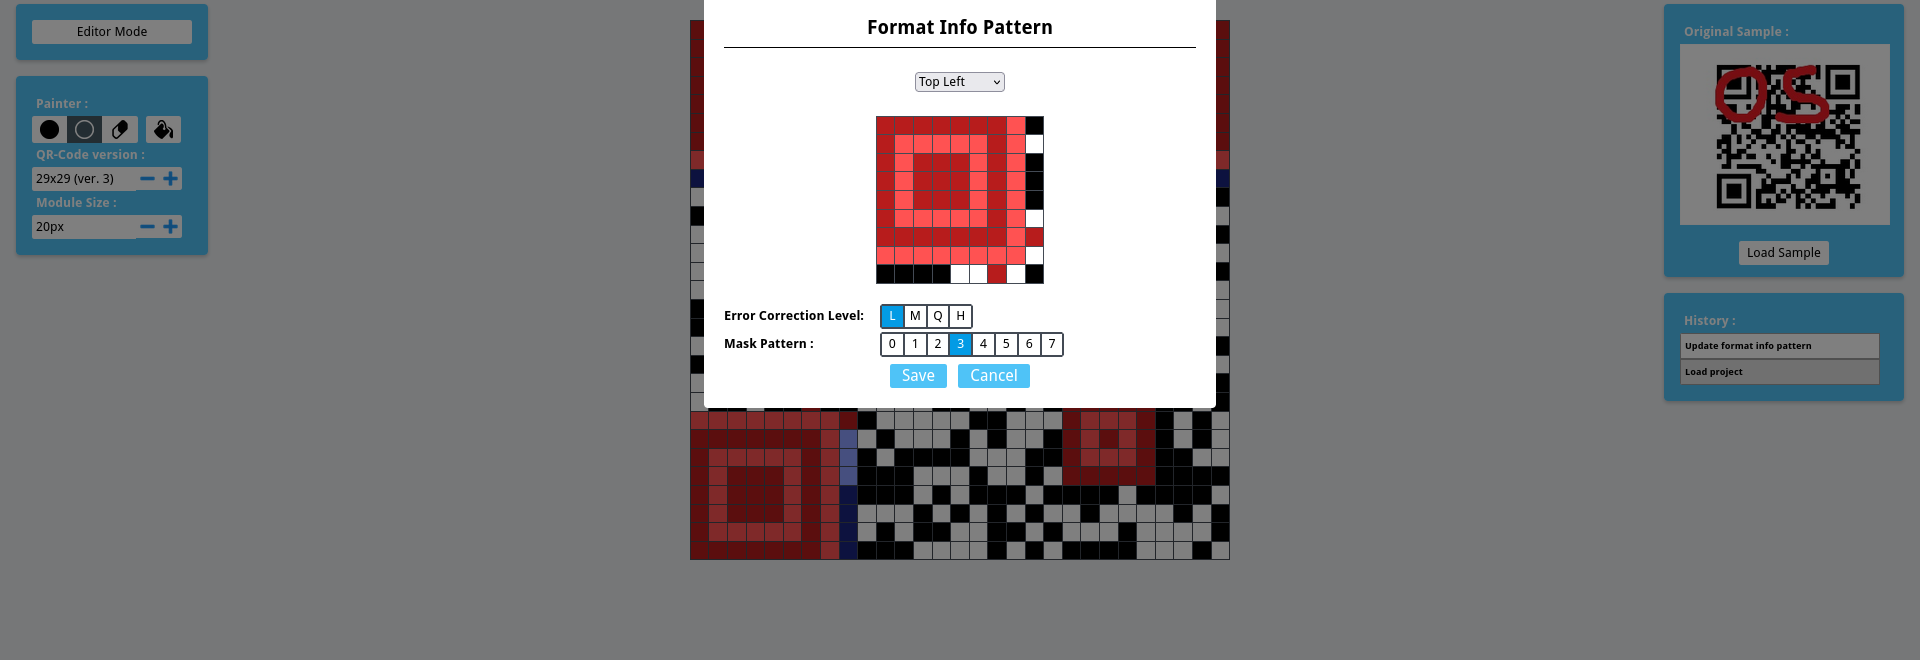 Format Info Pattern
Editor Mode
Original Sample :
Top Left
Painter :
OS
QR-Code version :
29x29 (ver. 3)
Module Size :
20px
Load Sample
Error Correction Level:
L M Q H
Mask Pattern :
0 1 2 3 4 5 6 7
Save Cancel
History :
Update format info pattern
Load project